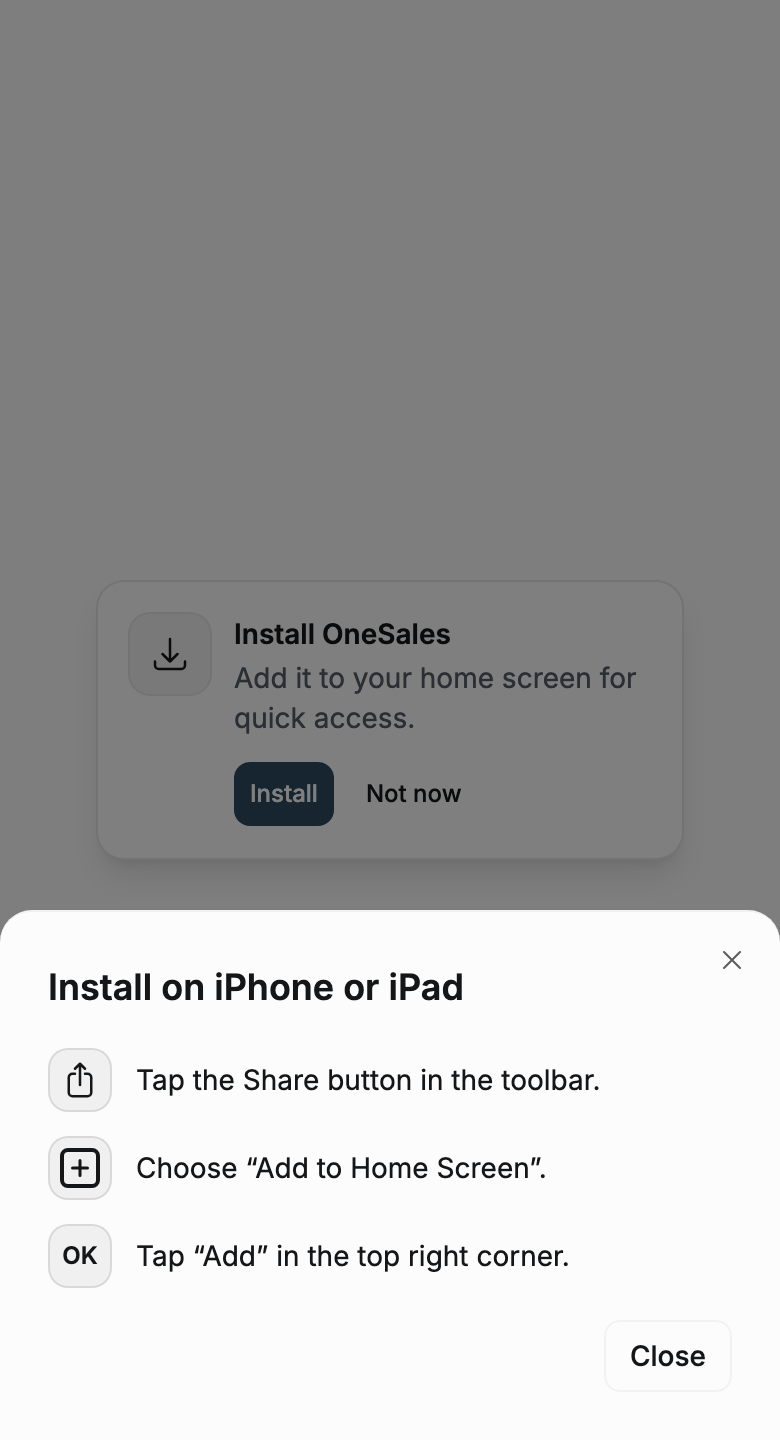 Install OneSales
Add it to your home screen for
quick access.
Install
Not now
Install on iPhone or iPad
Tap the Share button in the toolbar.
Choose “Add to Home Screen”.
OK
Tap “Add” in the top right corner.
Close